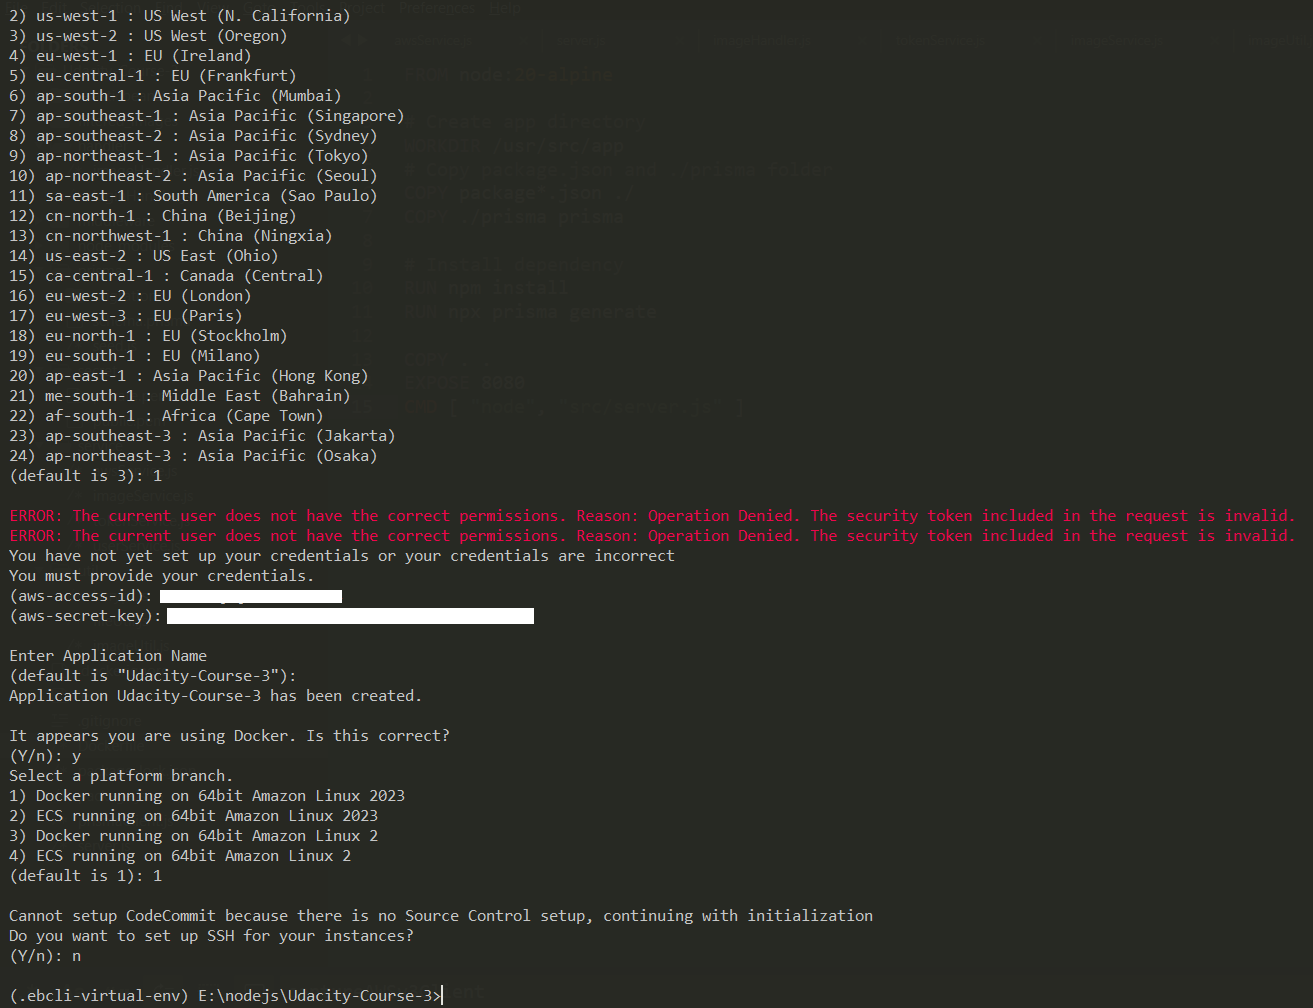 2) us-west-1 : US West (N. California)
3) us-west-2 : US West (Oregon)
4) eu-west-1 : EU (Ireland)
5) eu-central-1 : EU (Frankfurt)
6) ap-south-1 : Asia Pacific (Mumbai)
7) ap-southeast-1 : Asia Pacific (Singapore)
8) ap-southeast-2 : Asia Pacific (Sydney)
9) ap-northeast-1 : Asia Pacific (Tokyo)
10) ap-northeast-2 : Asia Pacific (Seoul)
11) sa-east-1 : South America (Sao Paulo)
12) cn-north-1 : China (Beijing)
13) cn-northwest-1 : China (Ningxia)
14) us-east-2 : US East (Ohio)
15) ca-central-1 : Canada (Central)
16) eu-west-2 : EU (London)
17) eu-west-3 : EU (Paris)
18) eu-north-1 : EU (Stockholm)
19) eu-south-1 : EU (Milano)
20) ap-east-1 : Asia Pacific (Hong Kong)
21) me-south-1 : Middle East (Bahrain)
22) af-south-1 : Africa (Cape Town)
23) ap-southeast-3 : Asia Pacific (Jakarta)
24) ap-northeast-3 : Asia Pacific (Osaka)
(default is 3): 1
ERROR: The current user does not have the correct permissions. Reason: Operation Denied. The security token included in the request is invalid.
ERROR: The current user does not have the correct permissions. Reason: Operation Denied. The security token included in the request is invalid.
You have not yet set up your credentials or your credentials are incorrect
You must provide your credentials.
(aws-access-id):
(aws-secret-key):
Enter Application Name
(default is "Udacity-Course-3"):
Application Udacity-Course-3 has been created.
It appears you are using Docker. Is this correct?
(Y/n): y
Select a platform branch.
1) Docker running on 64bit Amazon Linux 2023
2) ECS running on 64bit Amazon Linux 2023
3) Docker running on 64bit Amazon Linux 2
4) ECS running on 64bit Amazon Linux 2
(default is 1): 1
Cannot setup CodeCommit because there is no Source Control setup, continuing with initialization
Do you want to set up SSH for your instances?
(Y/n): n
(.ebcli-virtual-env) E:\nodejs\Udacity-Course-3>